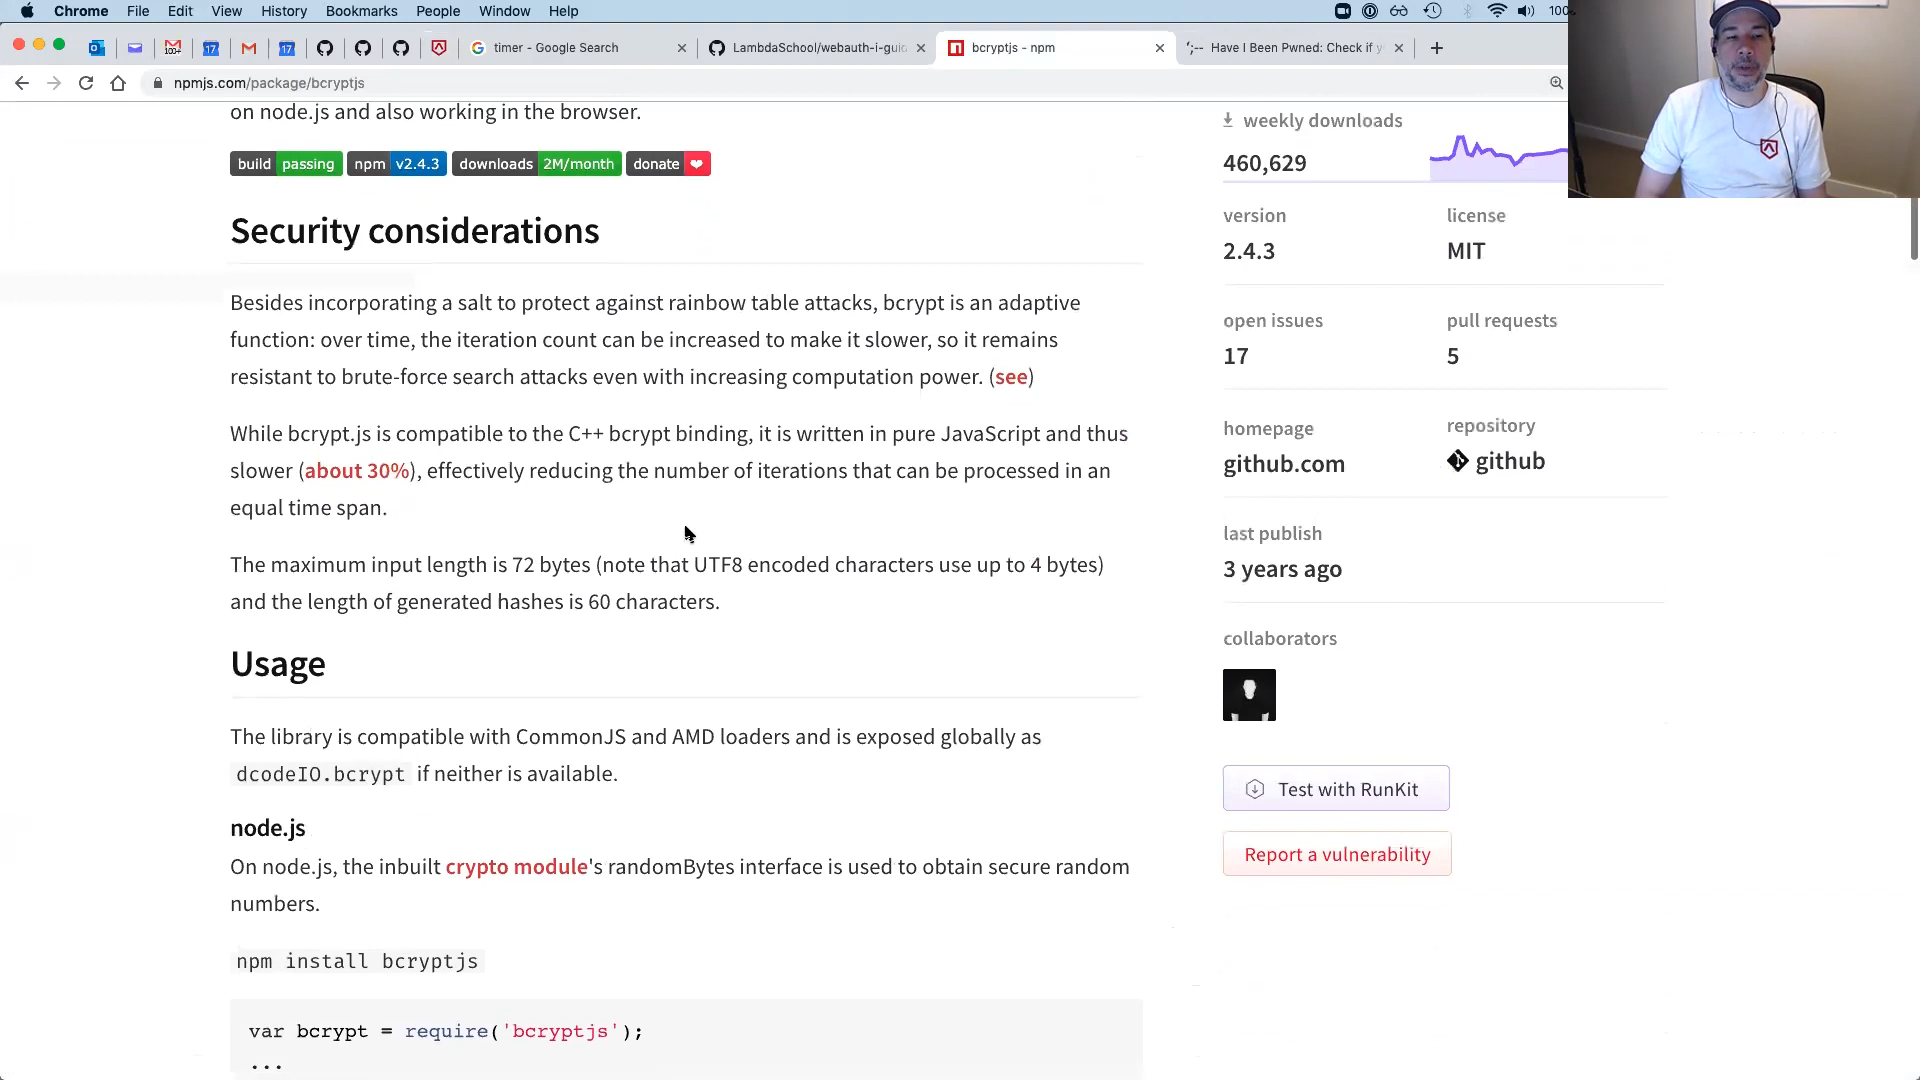 Chrome File Edit View History Bookmarks People Window Help
100
100+
17
17
timer - Google Search
LambdaSchool/webauth-i-guid
bcryptjs - npm
Have I Been Pwned: Check if y
npmjs.com/package/bcryptjs
on node.js and also working in the browser.
build passing npm v2.4.3 downloads 2M/month donate
Security considerations
Besides incorporating a salt to protect against rainbow table attacks, bcrypt is an adaptive
function: over time, the iteration count can be increased to make it slower, so it remains
resistant to brute-force search attacks even with increasing computation power. (see)
While bcrypt.js is compatible to the C++ bcrypt binding, it is written in pure JavaScript and thus
slower (about 30%), effectively reducing the number of iterations that can be processed in an
equal time span.
The maximum input length is 72 bytes (note that UTF8 encoded characters use up to 4 bytes)
and the length of generated hashes is 60 characters.
Usage
The library is compatible with CommonJS and AMD loaders and is exposed globally as
dcodeIO.bcrypt if neither is available.
node.js
On node.js, the inbuilt crypto module's randomBytes interface is used to obtain secure random
numbers.
npm install bcryptjs
var bcrypt = require('bcryptjs');
...
weekly downloads
460,629
version
2.4.3
license
MIT
open issues
17
pull requests
5
homepage
github.com
repository
github
last publish
3 years ago
collaborators
Test with RunKit
Report a vulnerability